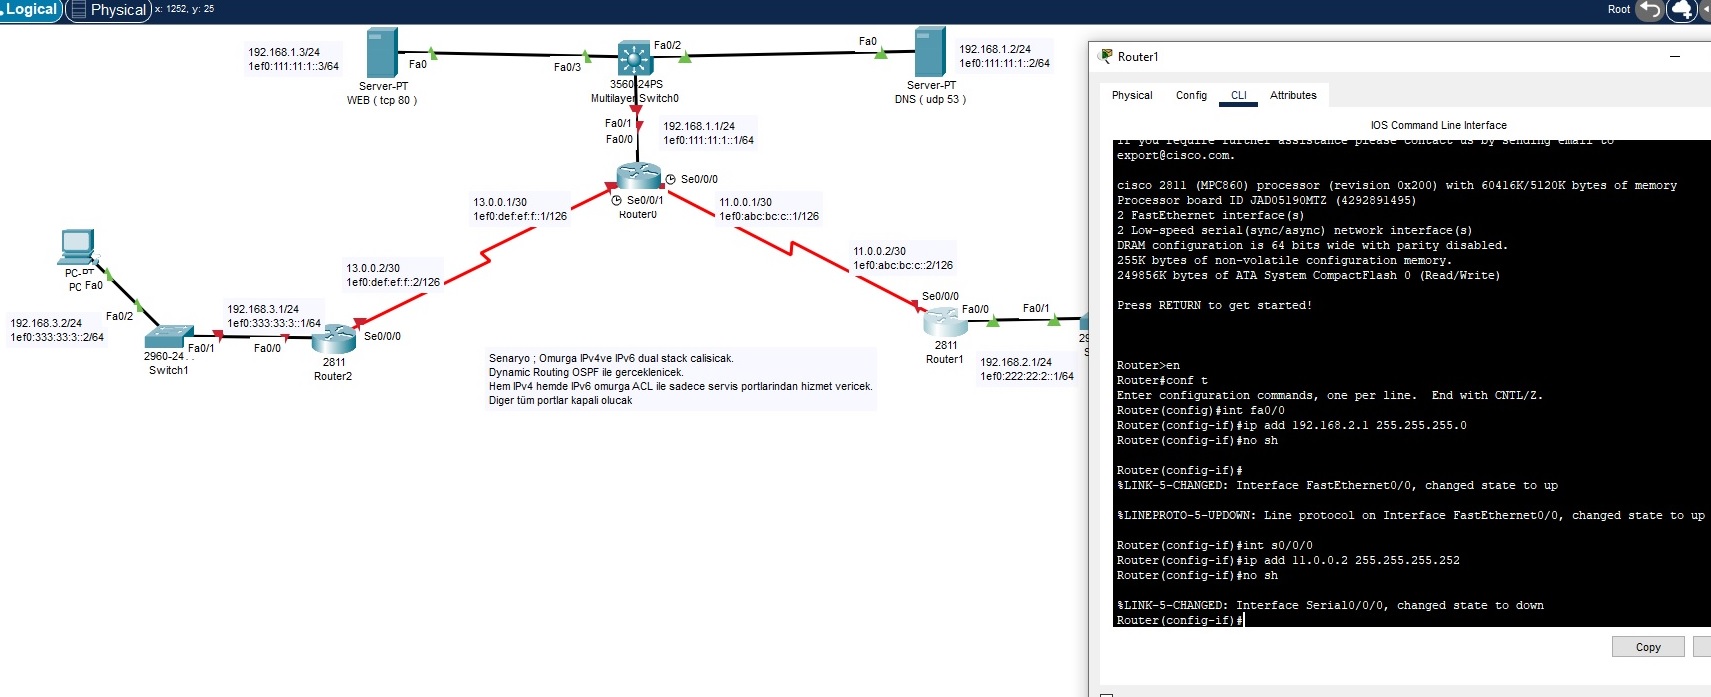 Logical
Physical
x: 1252, y: 25
Root
192.168.1.3/24
1ef0:111:11:1::3/64
Fa0
Server-PT
WEB ( tcp 80 )
Fa0/3
Fa0/2
3560-24PS
Multilayer Switch0
Fa0
Server-PT
DNS ( udp 53 )
192.168.1.2/24
1ef0:111:11:1::2/64
Fa0/1
Fa0/0
192.168.1.1/24
1ef0:111:11:1::1/64
Se0/0/0
Se0/0/1
Router0
13.0.0.1/30
1ef0:def:ef:f::1/126
11.0.0.1/30
1ef0:abc:bc:c::1/126
13.0.0.2/30
1ef0:def:ef:f::2/126
11.0.0.2/30
1ef0:abc:bc:c::2/126
PC-PT
PC Fa0
192.168.3.2/24
1ef0:333:33:3::2/64
Fa0/2
2960-24
Switch1
Fa0/1
192.168.3.1/24
1ef0:333:33:3::1/64
Fa0/0
Se0/0/0
2811
Router2
Se0/0/0
Fa0/0
Fa0/1
2811
Router1
192.168.2.1/24
1ef0:222:22:2::1/64
29
S
Senaryo ; Omurga IPv4ve IPv6 dual stack calisicak.
Dynamic Routing OSPF ile gerceklenicek.
Hem IPv4 hemde IPv6 omurga ACL ile sadece servis portlarindan hizmet vericek.
Diger tüm portlar kapali olucak
Router1
Physical
Config
CLI
Attributes
IOS Command Line Interface
If you require further assistance please contact us by sending email to
export@cisco.com.
cisco 2811 (MPC860) processor (revision 0x200) with 60416K/5120K bytes of memory
Processor board ID JAD05190MTZ (4292891495)
2 FastEthernet interface(s)
2 Low-speed serial(sync/async) network interface(s)
DRAM configuration is 64 bits wide with parity disabled.
255K bytes of non-volatile configuration memory.
249856K bytes of ATA System CompactFlash 0 (Read/Write)
Press RETURN to get started!
Router>en
Router#conf t
Enter configuration commands, one per line.  End with CNTL/Z.
Router(config)#int fa0/0
Router(config-if)#ip add 192.168.2.1 255.255.255.0
Router(config-if)#no sh
Router(config-if)#
%LINK-5-CHANGED: Interface FastEthernet0/0, changed state to up
%LINEPROTO-5-UPDOWN: Line protocol on Interface FastEthernet0/0, changed state to up
Router(config-if)#int s0/0/0
Router(config-if)#ip add 11.0.0.2 255.255.255.252
Router(config-if)#no sh
%LINK-5-CHANGED: Interface Serial0/0/0, changed state to down
Router(config-if)#
Copy